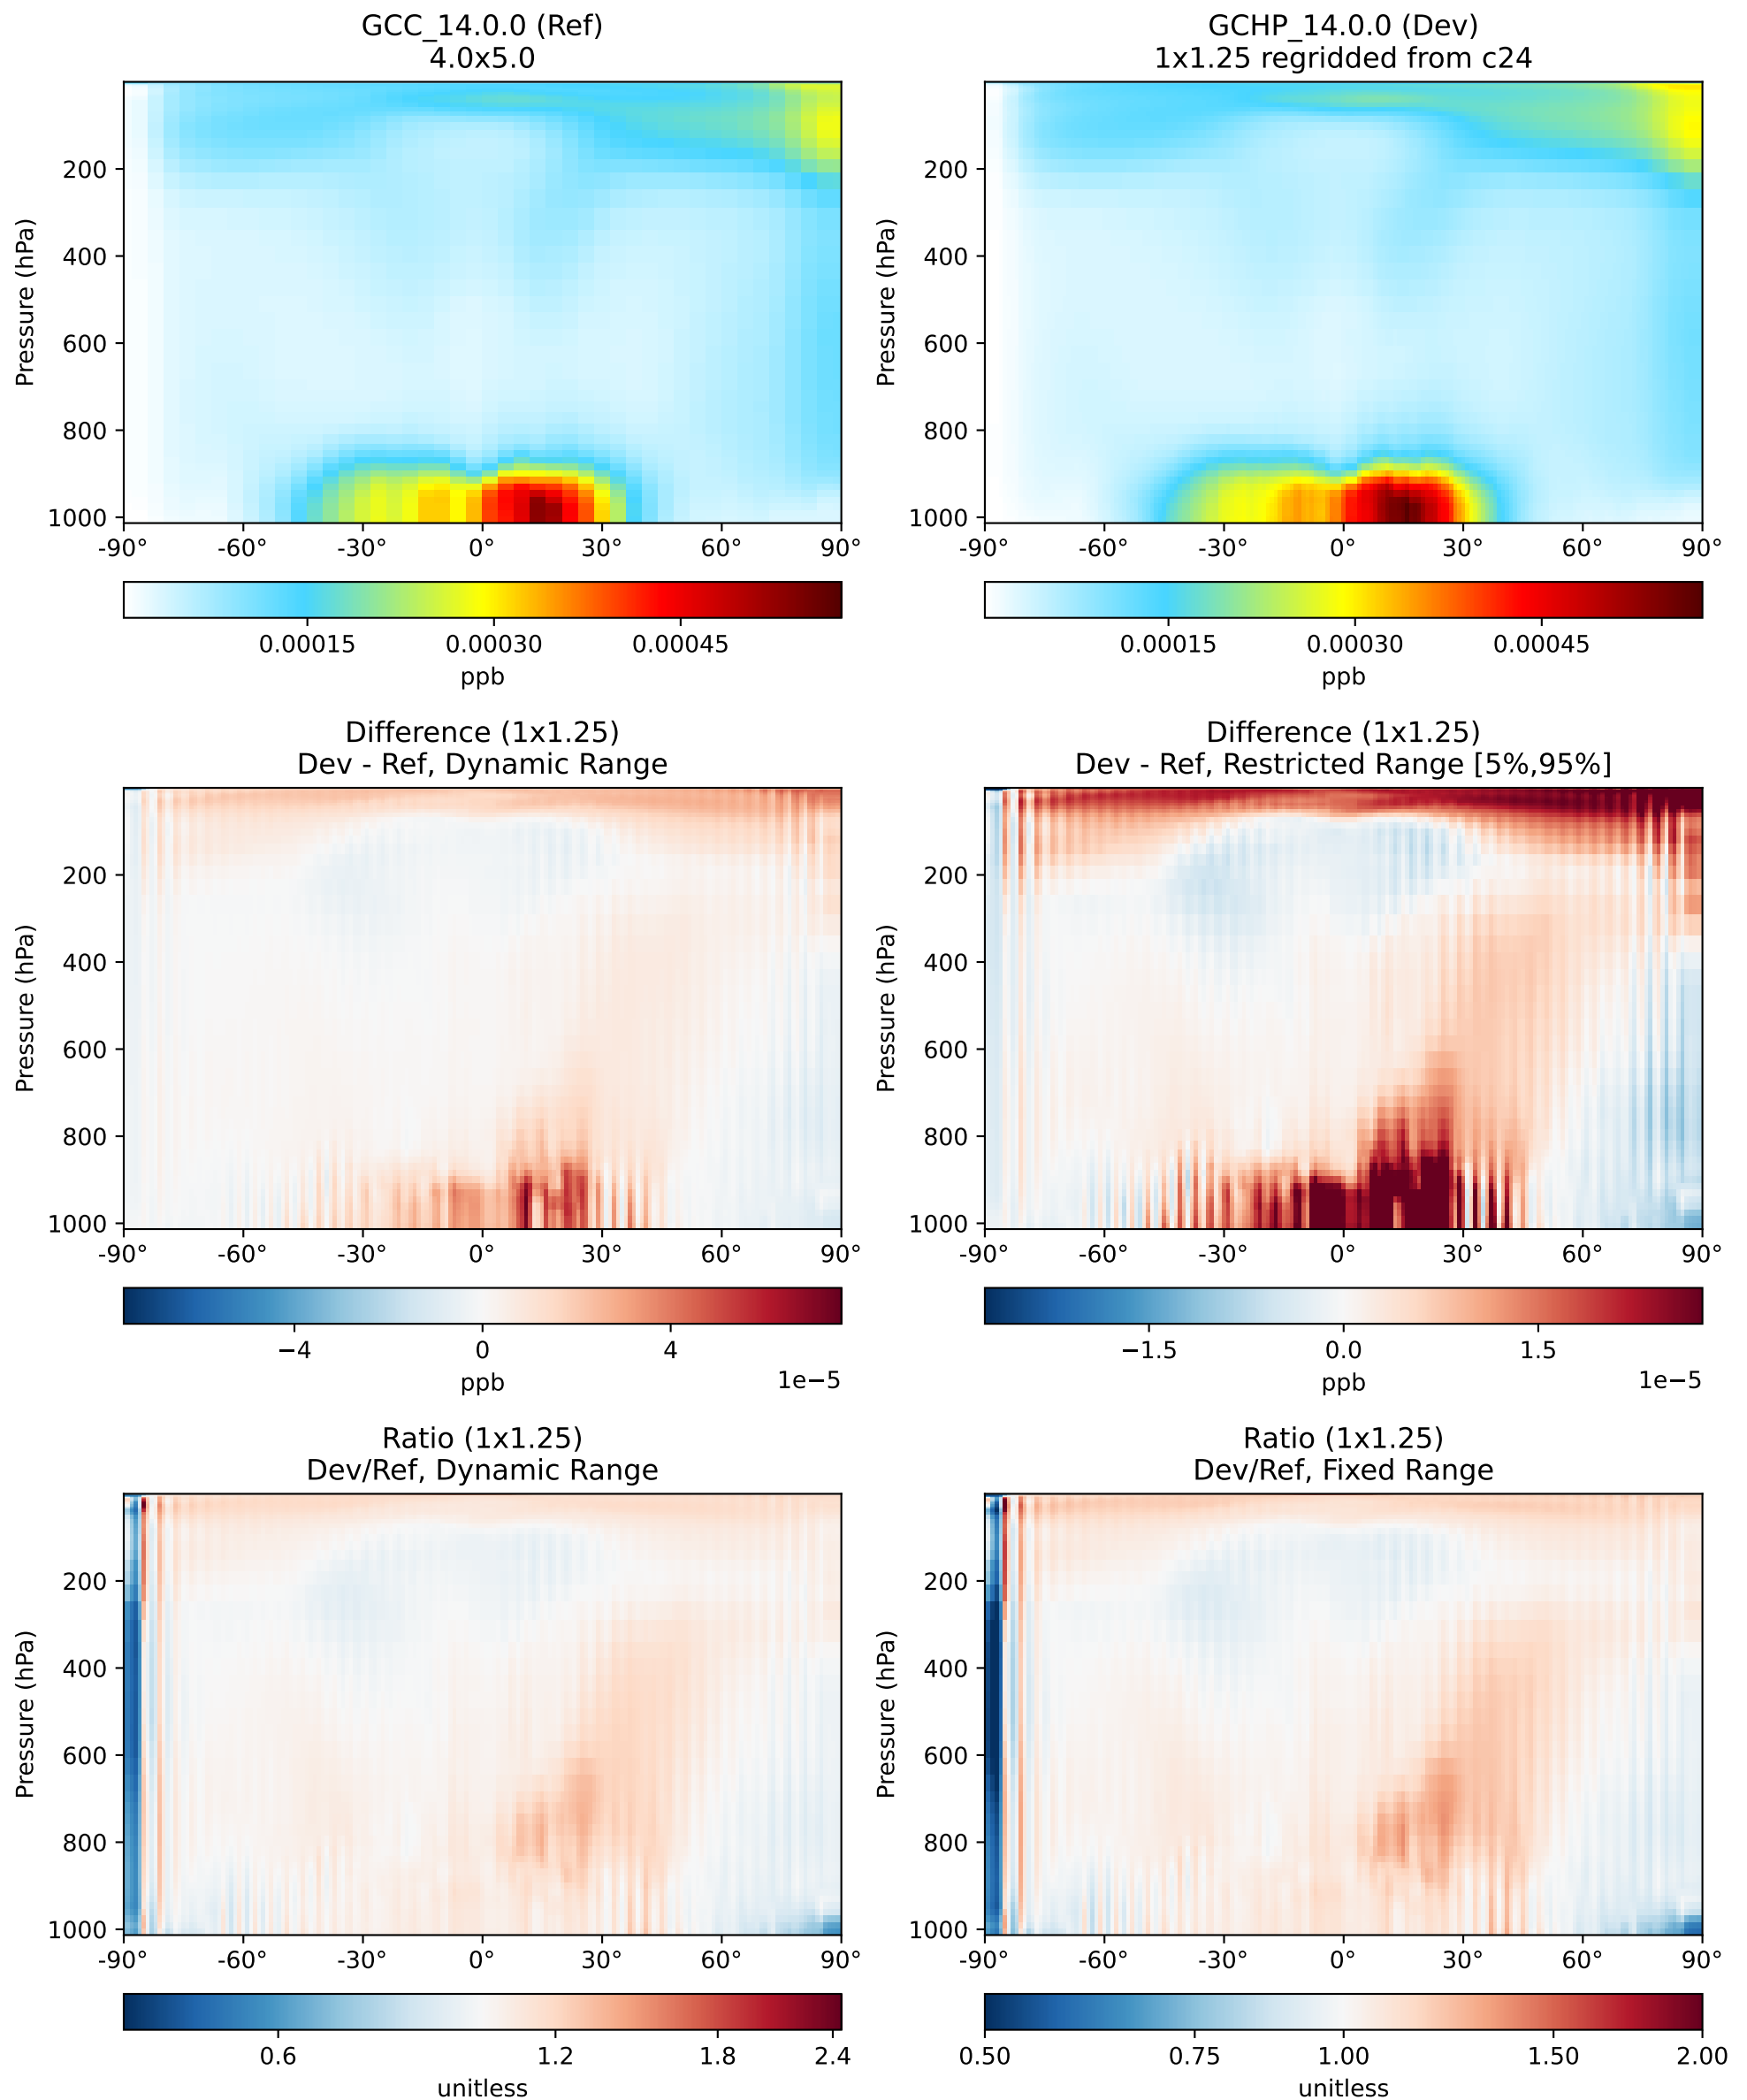 GCC_14.0.0 (Ref)
4.0x5.0
GCHP_14.0.0 (Dev)
1x1.25 regridded from c24
Pressure (hPa)
200
400
600
800
1000
-90° -60° -30° 0° 30° 60° 90°
0.00015 0.00030 0.00045
ppb
Pressure (hPa)
200
400
600
800
1000
-90° -60° -30° 0° 30° 60° 90°
0.00015 0.00030 0.00045
ppb
Difference (1x1.25)
Dev - Ref, Dynamic Range
Difference (1x1.25)
Dev - Ref, Restricted Range [5%,95%]
Pressure (hPa)
200
400
600
800
1000
-90° -60° -30° 0° 30° 60° 90°
−4 0 4
ppb 1e−5
Pressure (hPa)
200
400
600
800
1000
-90° -60° -30° 0° 30° 60° 90°
−1.5 0.0 1.5
ppb 1e−5
Ratio (1x1.25)
Dev/Ref, Dynamic Range
Ratio (1x1.25)
Dev/Ref, Fixed Range
Pressure (hPa)
200
400
600
800
1000
-90° -60° -30° 0° 30° 60° 90°
0.6 1.2 1.8 2.4
unitless
Pressure (hPa)
200
400
600
800
1000
-90° -60° -30° 0° 30° 60° 90°
0.50 0.75 1.00 1.50 2.00
unitless